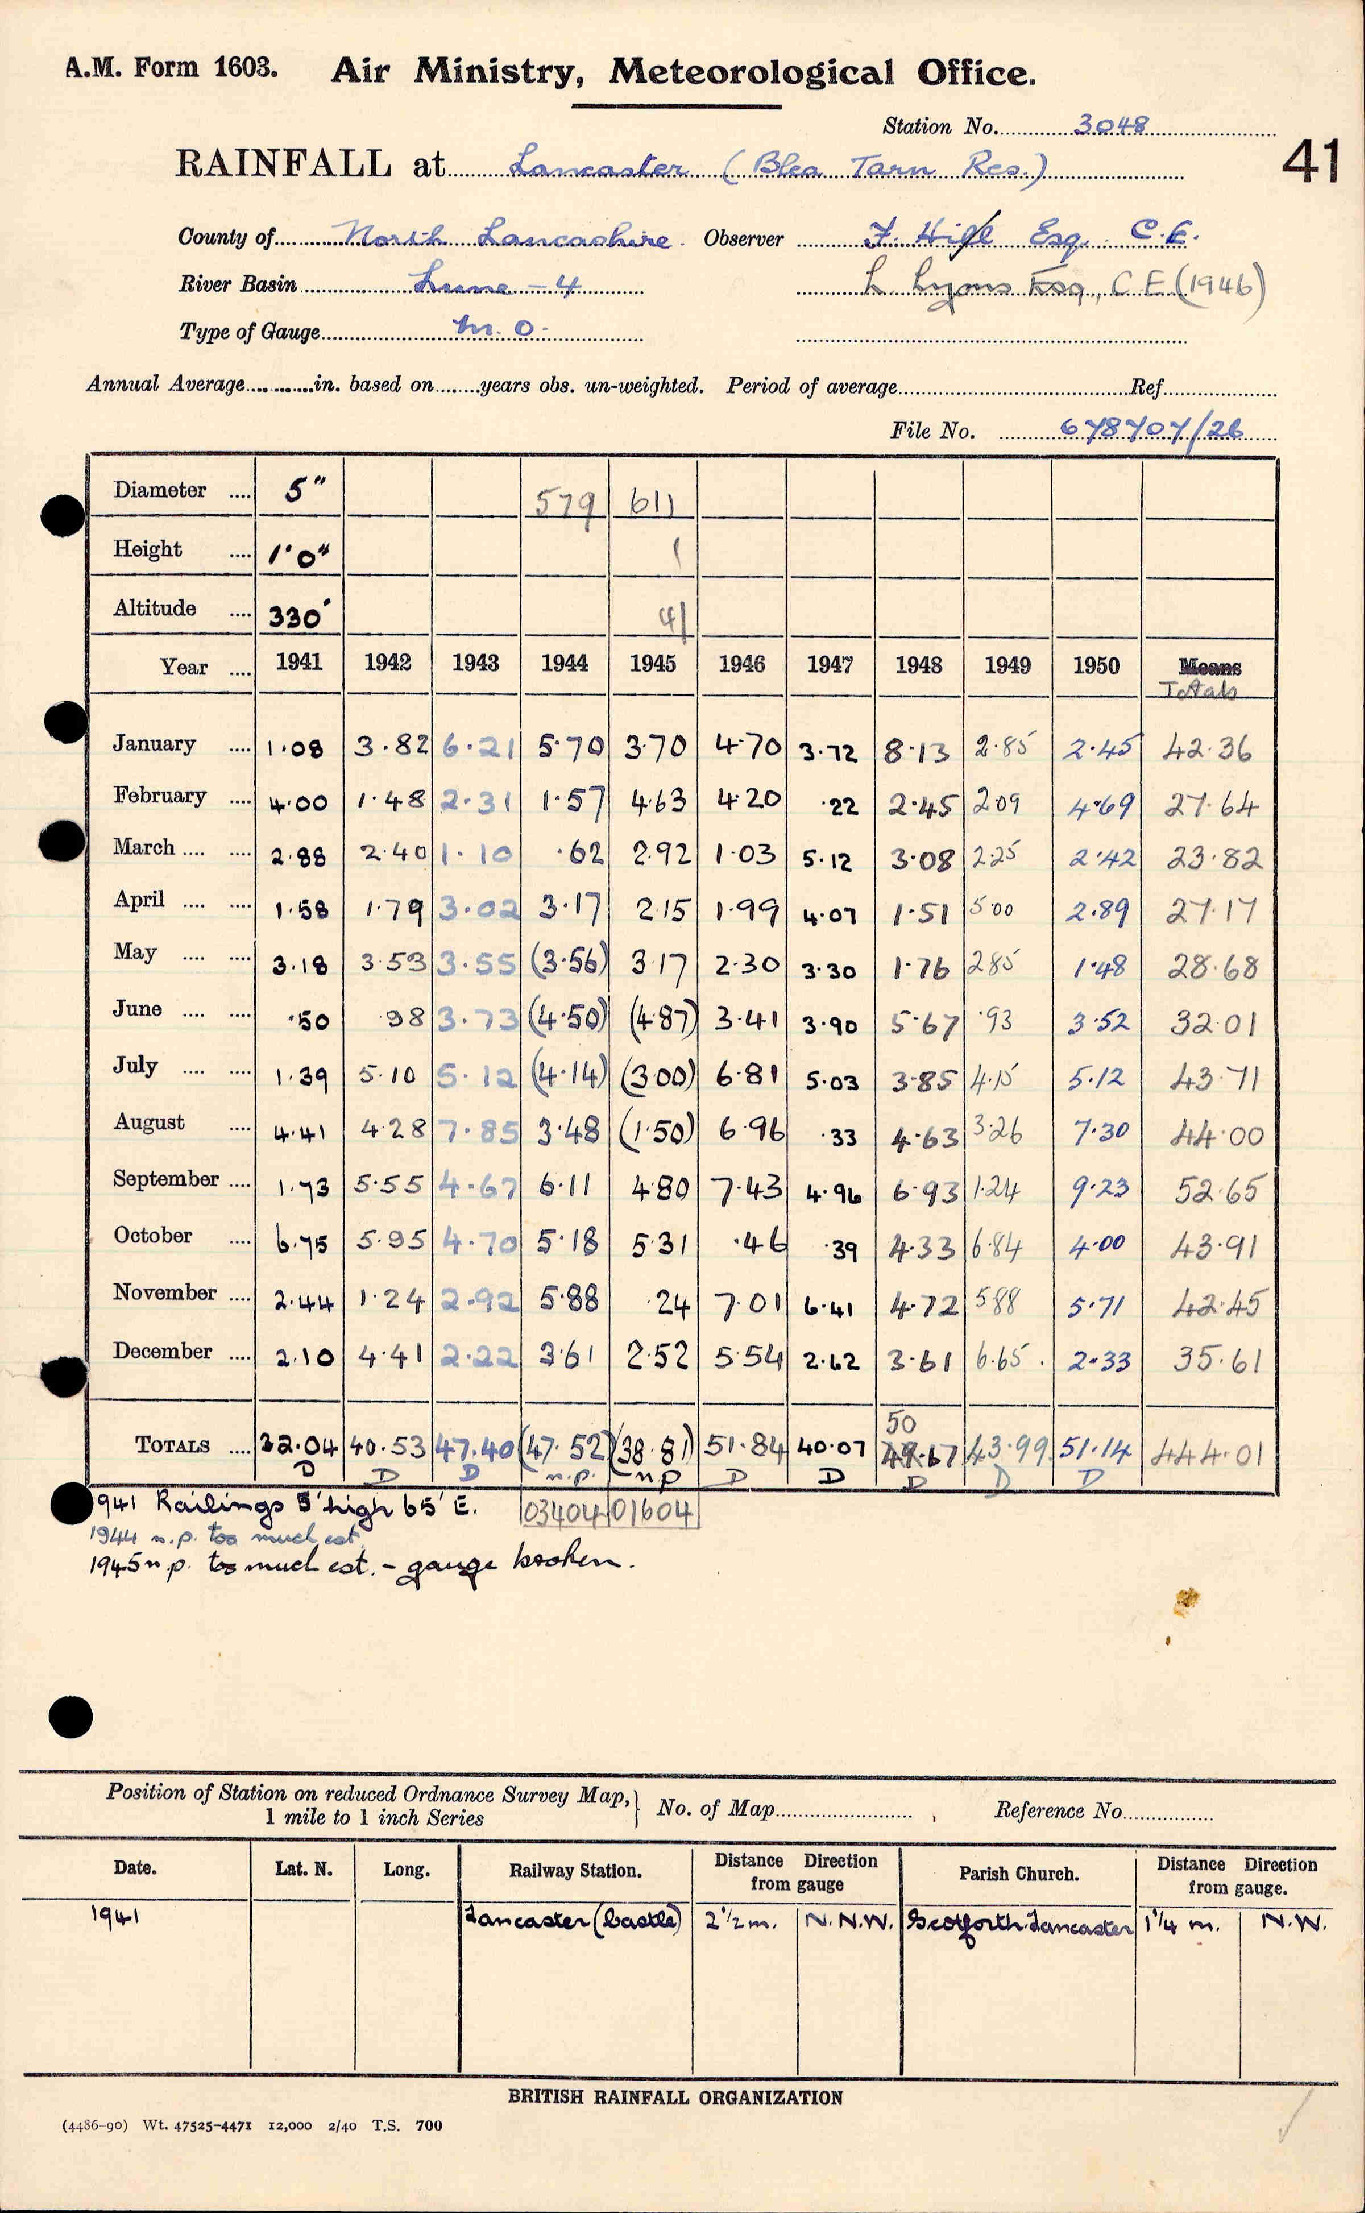 A.M. Form 1603. Air Ministry, Meteorological Office.
Station No. 3048
41
RAINFALL at Lancaster (Blea Tarn Res.)
County of North Lancashire Observer F. Hill Esq. C.E.
River Basin Lune - 4 L Lyons Esq., C E (1946)
Type of Gauge M.O.
Annual Average in. based on years obs. un-weighted. Period of average Ref.
File No. 678707/26
Diameter 5" 579 611
Height 1'0" 1
Altitude 330' 41
Year 1941 1942 1943 1944 1945 1946 1947 1948 1949 1950 Means
Totals
January 1.08 3.82 6.21 5.70 3.70 4.70 3.72 8.13 2.85 2.45 42.36
February 4.00 1.48 2.31 1.57 4.63 4.20 .22 2.45 2.09 4.69 27.64
March 2.88 2.40 1.10 .62 2.92 1.03 5.12 3.08 2.25 2.42 23.82
April 1.58 1.79 3.02 3.17 2.15 1.99 4.07 1.51 5.00 2.89 27.17
May 3.18 3.53 3.55 (3.56) 3.17 2.30 3.30 1.76 2.85 1.48 28.68
June .50 .98 3.73 (4.50) (4.87) 3.41 3.90 5.67 .93 3.52 32.01
July 1.39 5.10 5.12 (4.14) (3.00) 6.81 5.03 3.85 4.15 5.12 43.71
August 4.41 4.28 7.85 3.48 (1.50) 6.96 .33 4.63 3.26 7.30 44.00
September 1.73 5.55 4.67 6.11 4.80 7.43 4.96 6.93 1.24 9.23 52.65
October 6.75 5.95 4.70 5.18 5.31 .46 .39 4.33 6.84 4.00 43.91
November 2.44 1.24 2.92 5.88 .24 7.01 6.41 4.72 5.88 5.71 42.45
December 2.10 4.41 2.22 3.61 2.52 5.54 2.62 3.61 6.65 2.33 35.61
50
TOTALS 32.04 40.53 47.40 (47.52) (38.81) 51.84 40.07 49.67 43.99 51.14 444.01
D D D n.p. n p D D D D D
1941 Railings 5' high 65' E. 03404 01604
1944 n.p. too much est
1945 n.p. too much est. - gauge broken.
Position of Station on reduced Ordnance Survey Map,
1 mile to 1 inch Series
No. of Map Reference No.
Date. Lat. N. Long. Railway Station. Distance Direction from gauge Parish Church. Distance Direction from gauge.
1941 Lancaster (Castle) 2 1/2 m. N.N.W. Scotforth. Lancaster 1 1/4 m. N.W.
BRITISH RAINFALL ORGANIZATION
(4486-90) Wt. 47525-4471 12,000 2/40 T.S. 700